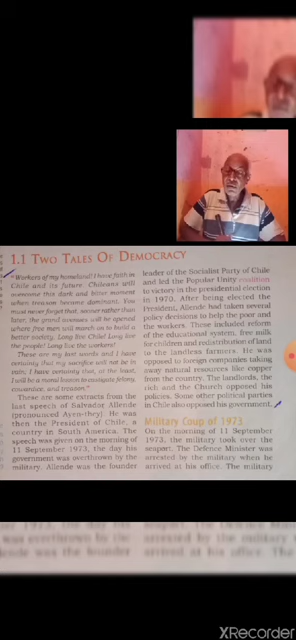 1.1 TWO TALES OF DEMOCRACY
"Workers of my homeland! I have faith in
Chile and its future. Chileans will
overcome this dark and bitter moment
when treason becomes dominant. You
must never forget that, sooner rather than
later, the grand avenues will be opened
where free men will march on to build a
better society. Long live Chile! Long live
the people! Long live the workers!
These are my last words and I have
certainty that my sacrifice will not be in
vain, I have certainty that, at the least,
I will be a moral lesson to castigate felony,
cowardice, and treason."
These are some extracts from the
last speech of Salvador Allende
(pronounced Ayen-they). He was
then the President of Chile, a
country in South America. The
speech was given on the morning of
11 September 1973, the day his
government was overthrown by the
military. Allende was the founder
leader of the Socialist Party of Chile
and led the Popular Unity coalition
to victory in the presidential election
in 1970. After being elected the
President, Allende had taken several
policy decisions to help the poor and
the workers. These included reform
of the educational system, free milk
for children and redistribution of land
to the landless farmers. He was
opposed to foreign companies taking
away natural resources like copper
from the country. The landlords, the
rich and the Church opposed his
policies. Some other political parties
in Chile also opposed his government.
Military Coup of 1973
On the morning of 11 September
1973, the military took over the
seaport. The Defence Minister was
arrested by the military when he
arrived at his office. The military
was overthrown by the
XRecorder